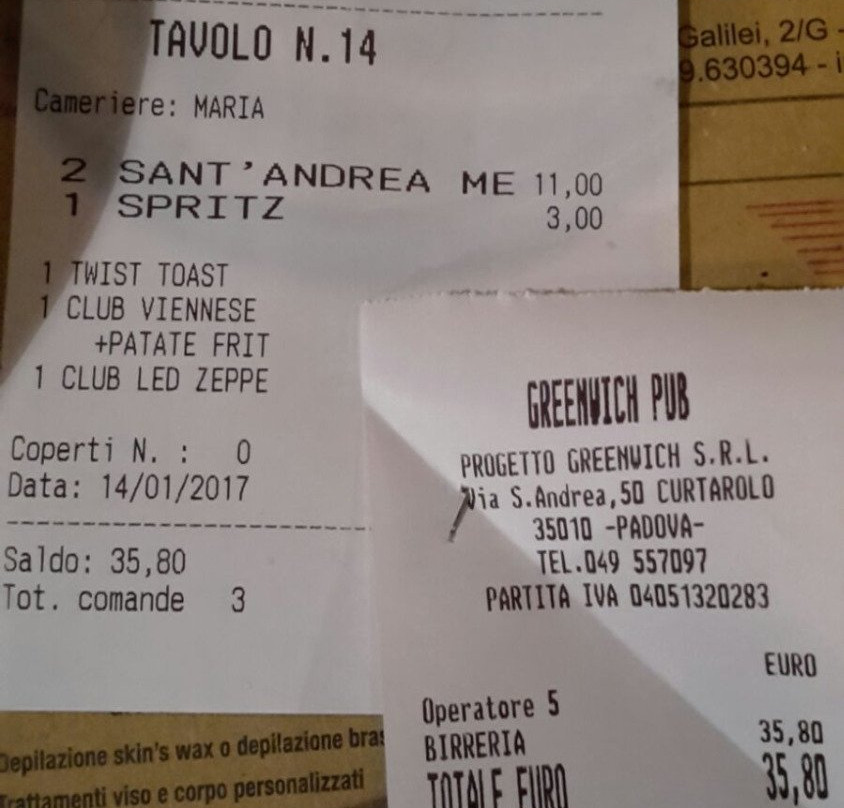 TAVOLO N.14
Cameriere: MARIA
2 SANT'ANDREA ME 11,00
1 SPRITZ 3,00
1 TWIST TOAST
1 CLUB VIENNESE
+PATATE FRIT
1 CLUB LED ZEPPE
Coperti N. : 0
Data: 14/01/2017
Saldo: 35,80
Tot. comande 3
Galilei, 2/G -
9.630394 - i
GREENWICH PUB
PROGETTO GREENWICH S.R.L.
Via S.Andrea,50 CURTAROLO
35010 -PADOVA-
TEL.049 557097
PARTITA IVA 04051320283
EURO
Operatore 5
BIRRERIA 35,80
TOTALE EURO 35,80
Depilazione skin's wax o depilazione bras
Trattamenti viso e corpo personalizzati